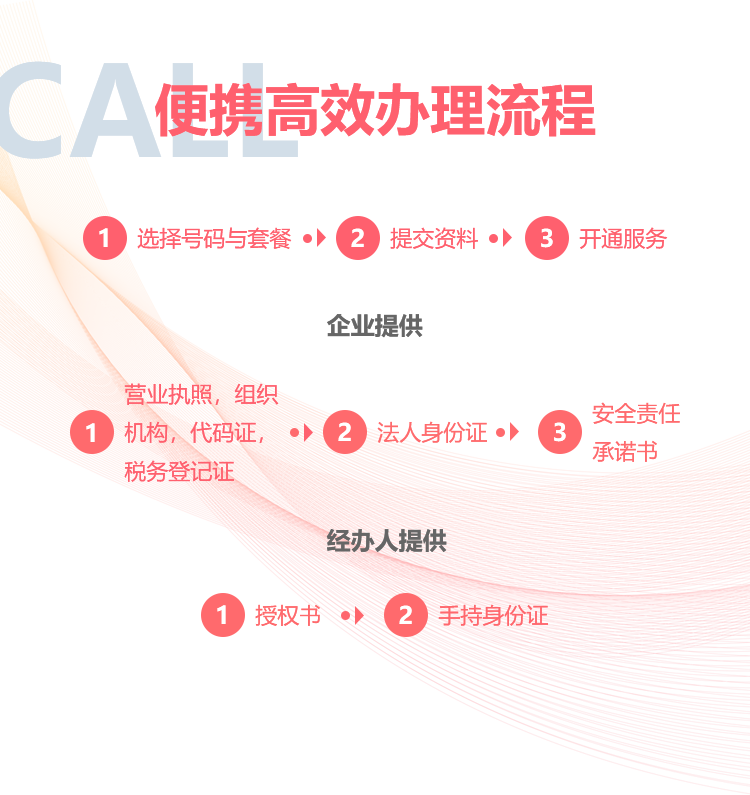 CALL
便携高效办理流程
1 选择号码与套餐 2 提交资料 3 开通服务
企业提供
1 营业执照，组织
机构，代码证，
税务登记证
2 法人身份证
3 安全责任
承诺书
经办人提供
1 授权书 2 手持身份证